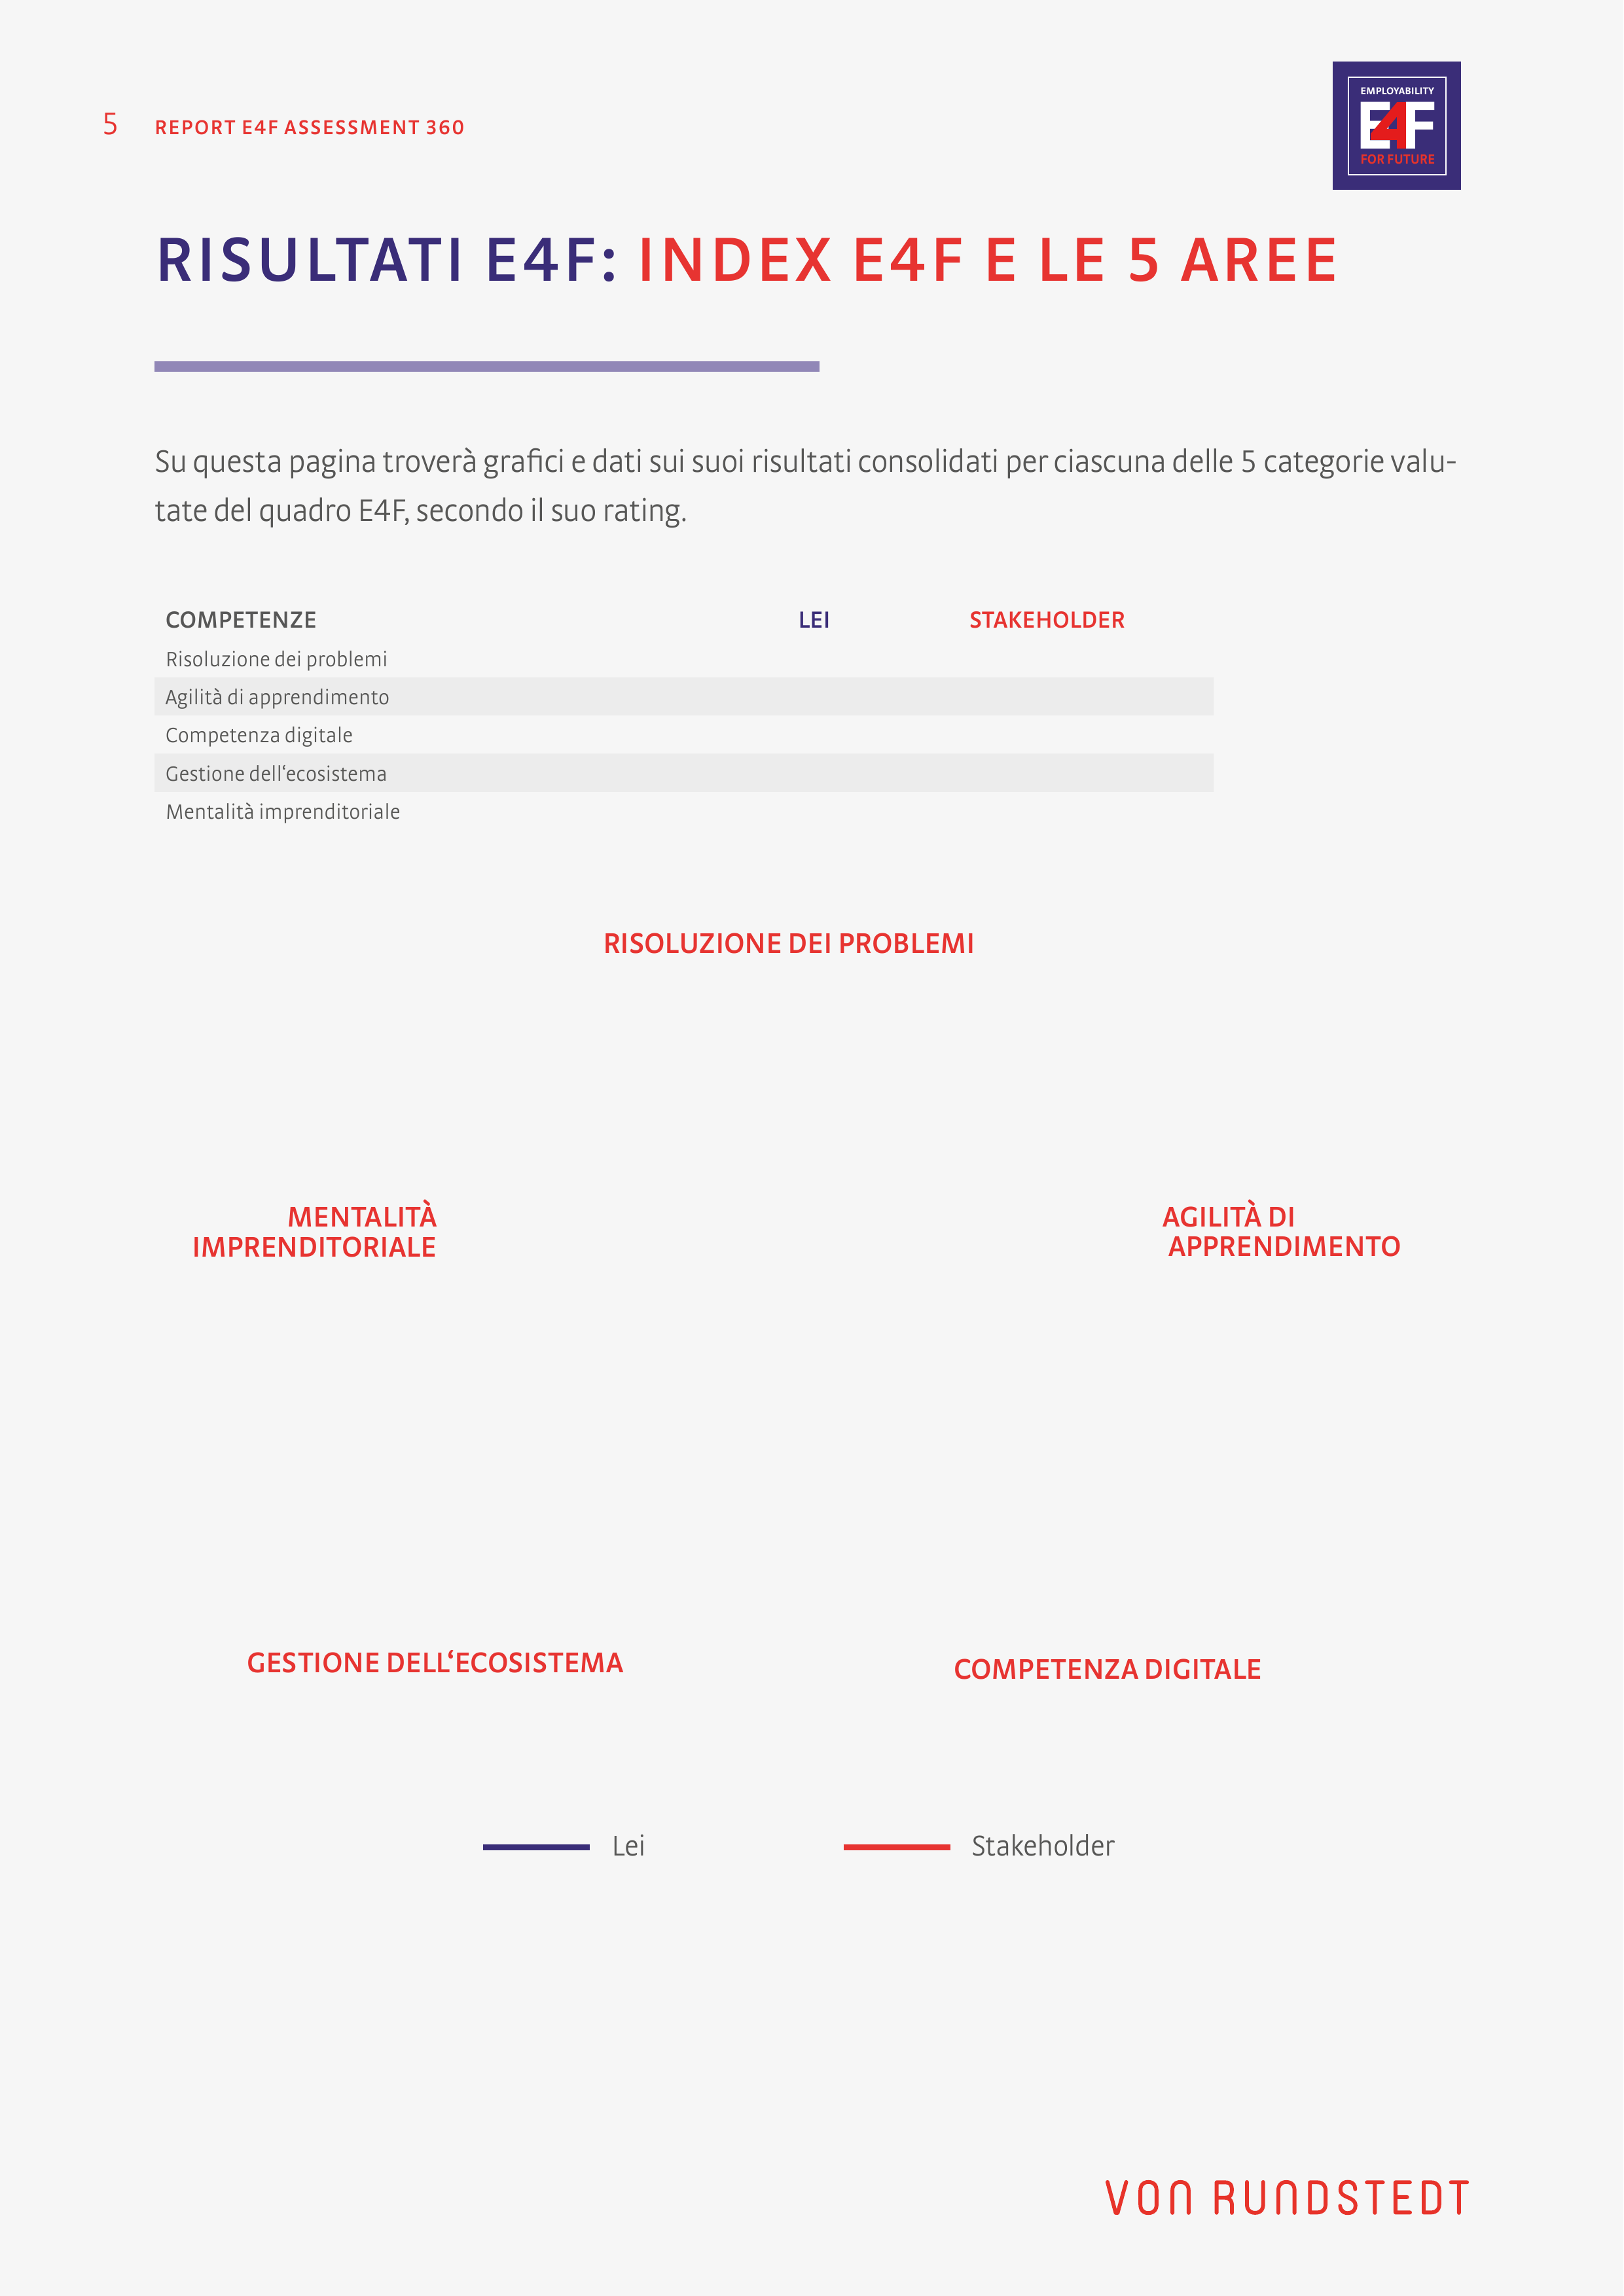 5 REPORT E4F ASSESSMENT 360
EMPLOYABILITY
E4F
FOR FUTURE
RISULTATI E4F: INDEX E4F E LE 5 AREE
Su questa pagina troverà grafici e dati sui suoi risultati consolidati per ciascuna delle 5 categorie valu-
tate del quadro E4F, secondo il suo rating.
COMPETENZE LEI STAKEHOLDER
Risoluzione dei problemi
Agilità di apprendimento
Competenza digitale
Gestione dell‘ecosistema
Mentalità imprenditoriale
RISOLUZIONE DEI PROBLEMI
MENTALITÀ
IMPRENDITORIALE
AGILITÀ DI
APPRENDIMENTO
GESTIONE DELL‘ECOSISTEMA
COMPETENZA DIGITALE
Lei Stakeholder
VON RUNDSTEDT